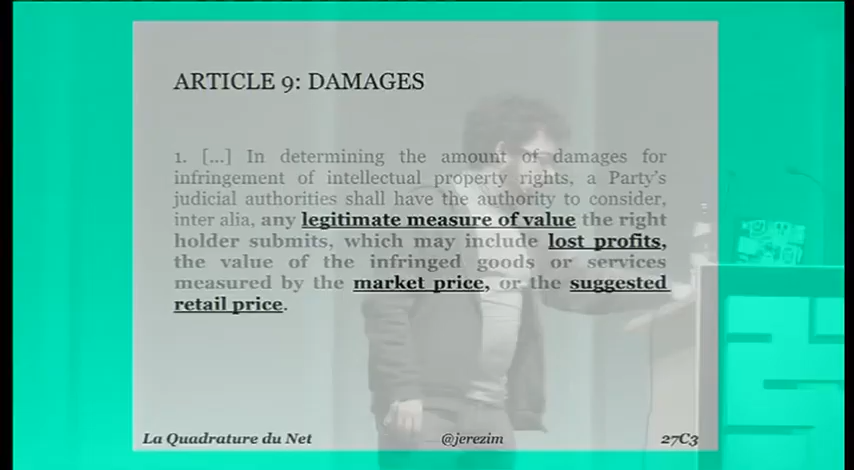 ARTICLE 9: DAMAGES
1. [...] In determining the amount of damages for
infringement of intellectual property rights, a Party's
judicial authorities shall have the authority to consider,
inter alia, any legitimate measure of value the right
holder submits, which may include lost profits,
the value of the infringed goods or services
measured by the market price, or the suggested
retail price.
La Quadrature du Net @jerezim 27C3